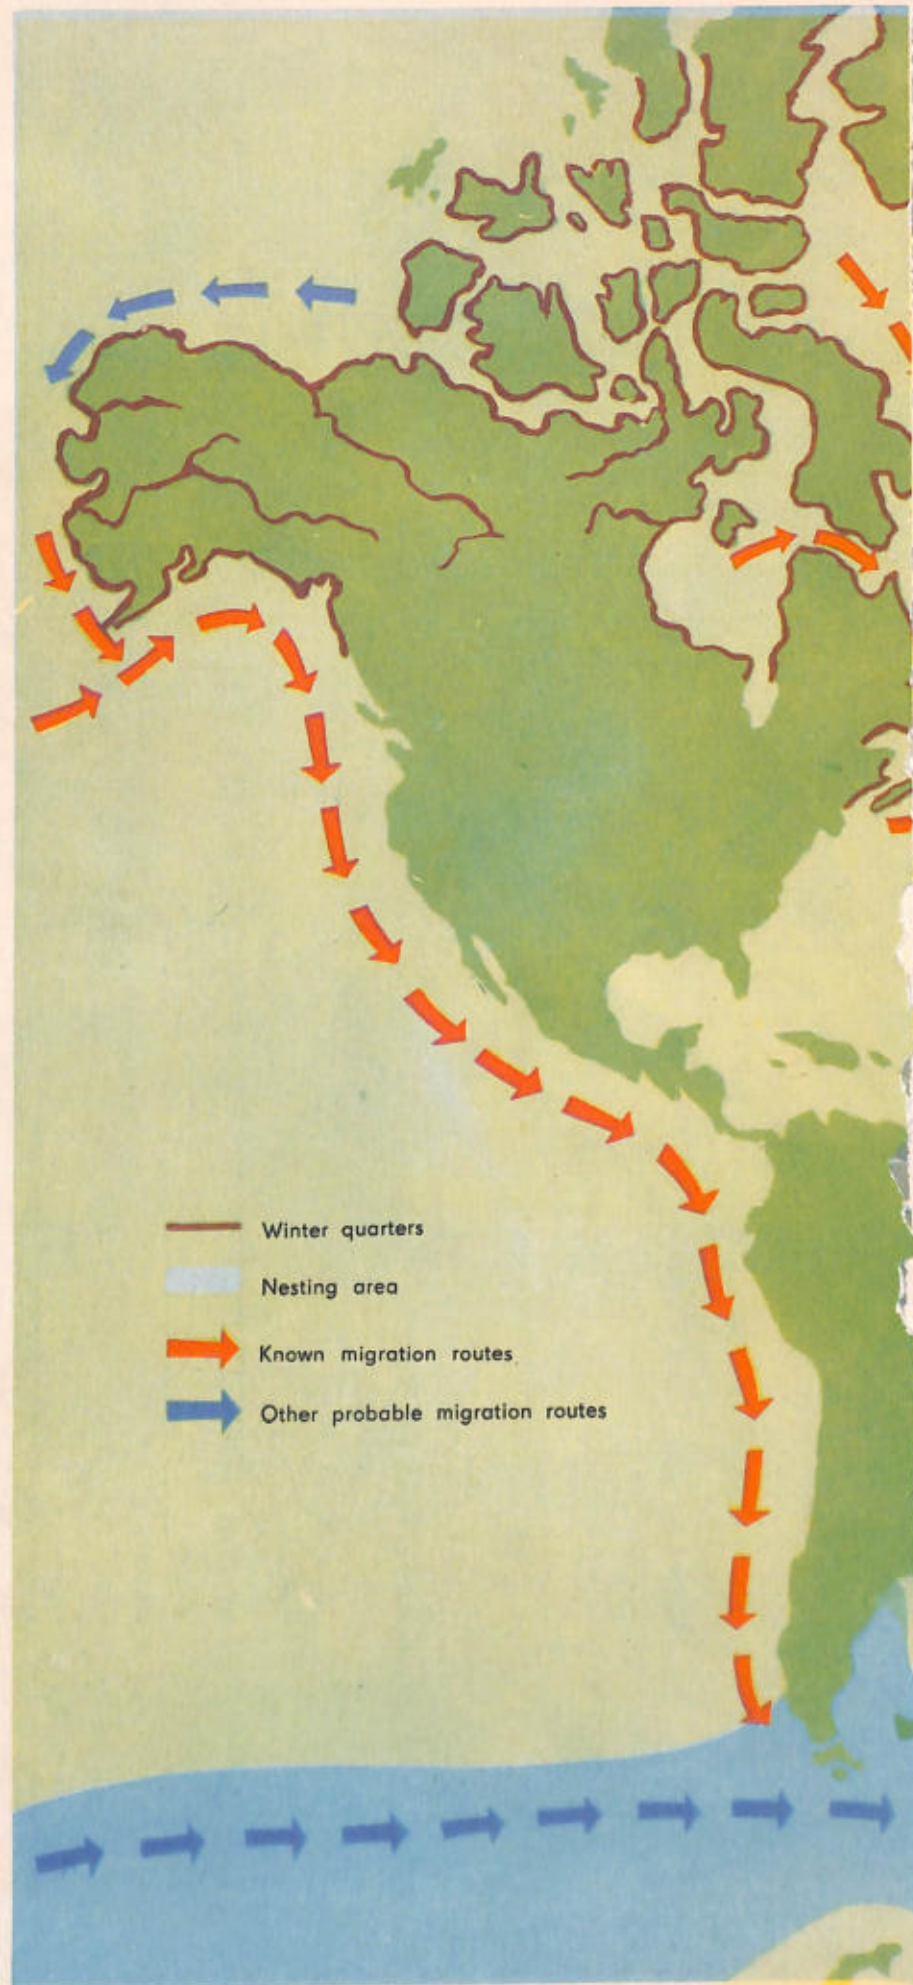 Winter quarters
Nesting area
Known migration routes
Other probable migration routes